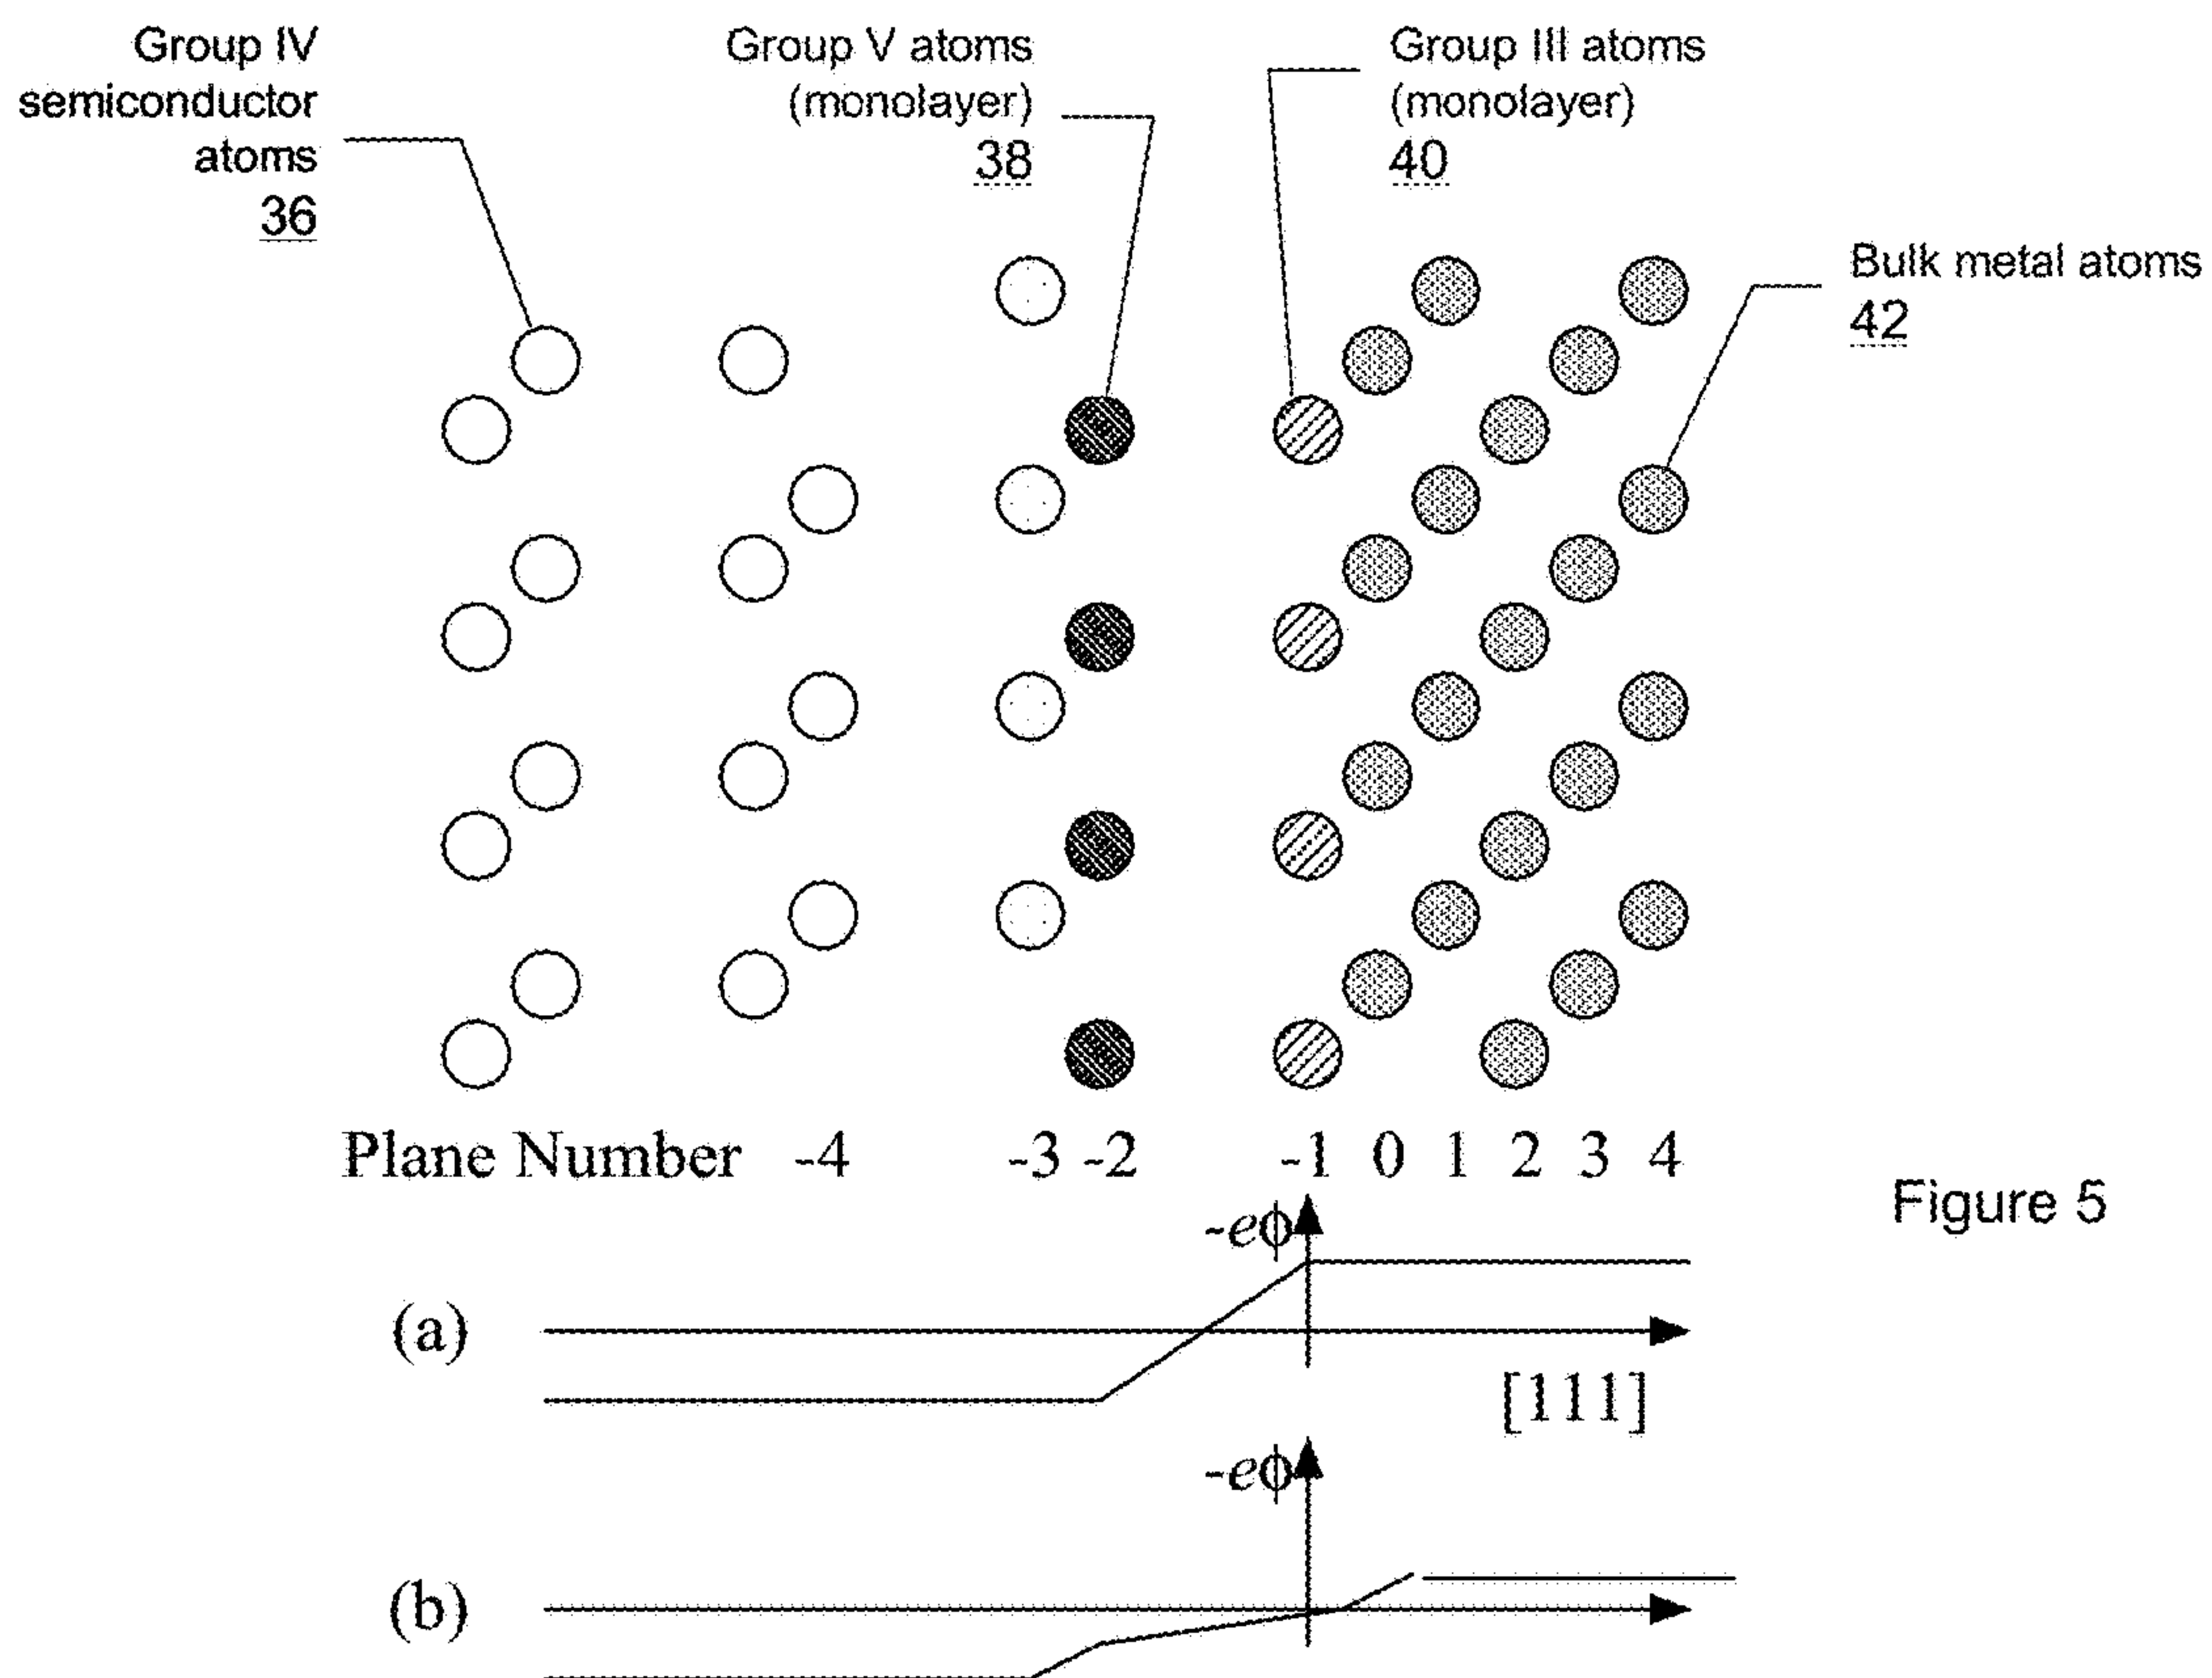 Group IV
semiconductor
atoms
36
Group V atoms
(monolayer)
38
Group III atoms
(monolayer)
40
Bulk metal atoms
42
Plane Number -4 -3 -2 -1 0 1 2 3 4
Figure 5
-eϕ
(a)
[111]
-eϕ
(b)